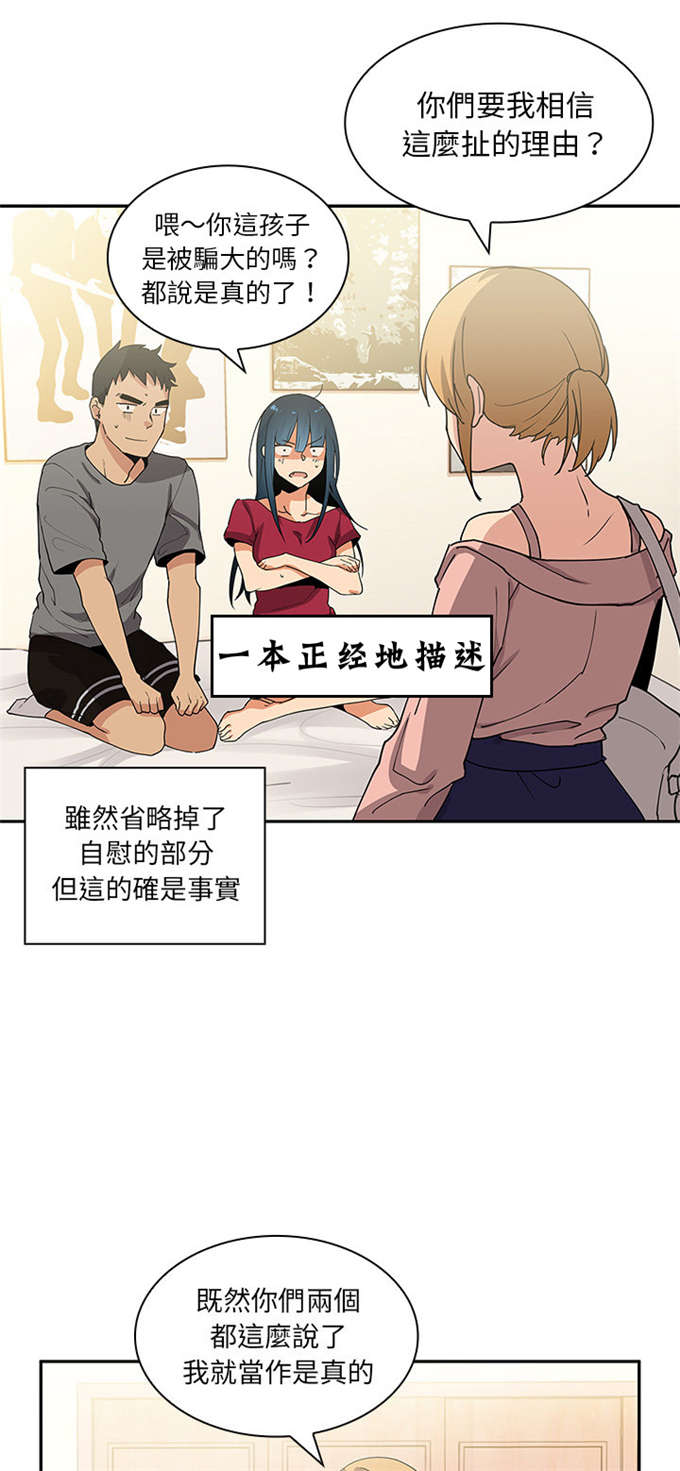 你們要我相信
這麼扯的理由？
喂～你這孩子
是被騙大的嗎？
都說是真的了！
一本正经地描述
雖然省略掉了
自慰的部分
但這的確是事實
既然你們兩個
都這麼說了
我就當作是真的